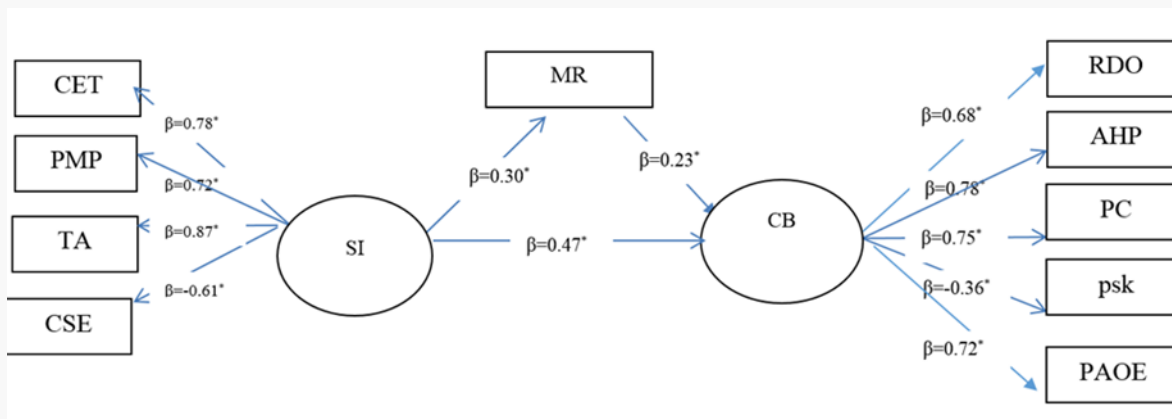 CET
PMP
TA
CSE
β=0.78*
β=0.72*
β=0.87*
β=-0.61*
SI
MR
β=0.30*
β=0.23*
β=0.47*
CB
β=0.68*
β=0.78*
β=0.75*
β=-0.36*
β=0.72*
RDO
AHP
PC
psk
PAOE